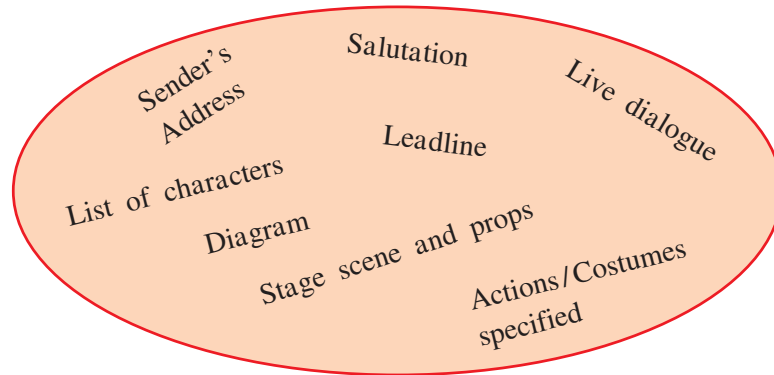 Sender's
Address
Salutation
Live dialogue
Leadline
List of characters
Diagram
Stage scene and props
Actions/Costumes
specified